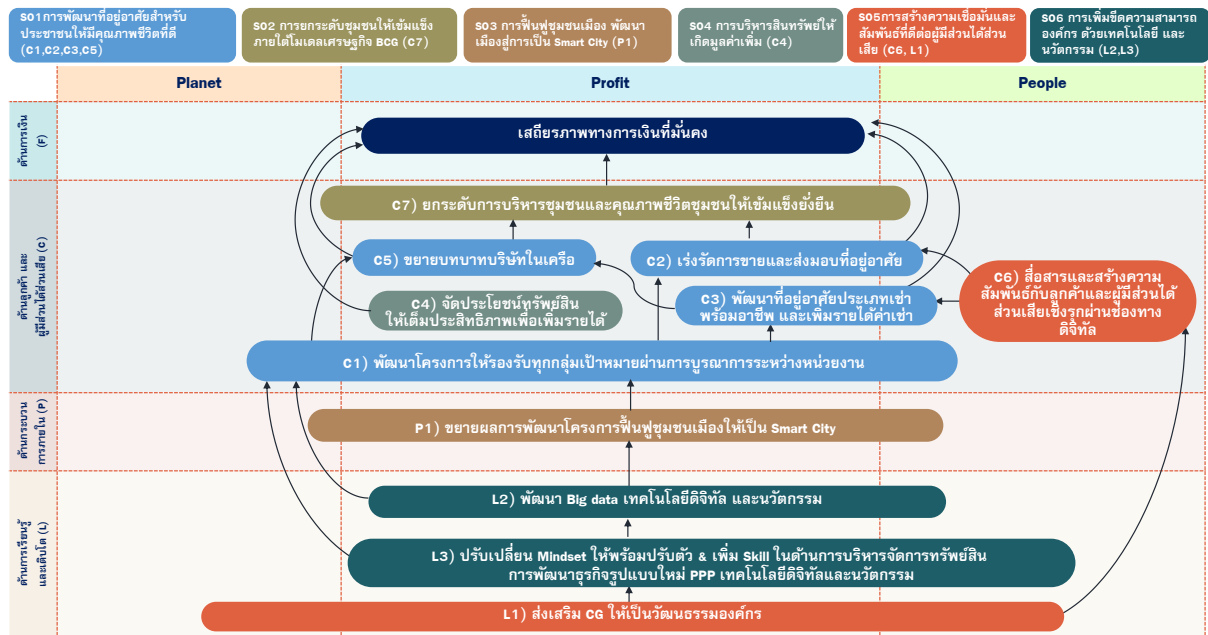 SO1การพัฒนาที่อยู่อาศัยสำหรับ
ประชาชนให้มีคุณภาพชีวิตที่ดี
(C1,C2,C3,C5)
SO2 การยกระดับชุมชนให้เข้มแข็ง
ภายใต้โมเดลเศรษฐกิจ BCG (C7)
SO3 การฟื้นฟูชุมชนเมือง พัฒนา
เมืองสู่การเป็น Smart City (P1)
SO4 การบริหารสินทรัพย์ให้
เกิดมูลค่าเพิ่ม (C4)
SO5การสร้างความเชื่อมั่นและ
สัมพันธ์ที่ดีต่อผู้มีส่วนได้ส่วน
เสีย (C6, L1)
SO6 การเพิ่มขีดความสามารถ
องค์กร ด้วยเทคโนโลยี และ
นวัตกรรม (L2,L3)
Planet
Profit
People
ด้านการเงิน
(F)
เสถียรภาพทางการเงินที่มั่นคง
ด้านลูกค้า และ
ผู้มีส่วนได้ส่วนเสีย (C)
C7) ยกระดับการบริหารชุมชนและคุณภาพชีวิตชุมชนให้เข้มแข็งยั่งยืน
C5) ขยายบทบาทบริษัทในเครือ
C2) เร่งรัดการขายและส่งมอบที่อยู่อาศัย
C6) สื่อสารและสร้างความ
สัมพันธ์กับลูกค้าและผู้มีส่วนได้
ส่วนเสียเชิงรุกผ่านช่องทาง
ดิจิทัล
C4) จัดประโยชน์ทรัพย์สิน
ให้เต็มประสิทธิภาพเพื่อเพิ่มรายได้
C3) พัฒนาที่อยู่อาศัยประเภทเช่า
พร้อมอาชีพ และเพิ่มรายได้ค่าเช่า
C1) พัฒนาโครงการให้รองรับทุกกลุ่มเป้าหมายผ่านการบูรณาการระหว่างหน่วยงาน
ด้านกระบวน
การภายใน (P)
P1) ขยายผลการพัฒนาโครงการฟื้นฟูชุมชนเมืองให้เป็น Smart City
ด้านการเรียนรู้
และเติบโต (L)
L2) พัฒนา Big data เทคโนโลยีดิจิทัล และนวัตกรรม
L3) ปรับเปลี่ยน Mindset ให้พร้อมปรับตัว & เพิ่ม Skill ในด้านการบริหารจัดการทรัพย์สิน
การพัฒนาธุรกิจรูปแบบใหม่ PPP เทคโนโลยีดิจิทัลและนวัตกรรม
L1) ส่งเสริม CG ให้เป็นวัฒนธรรมองค์กร